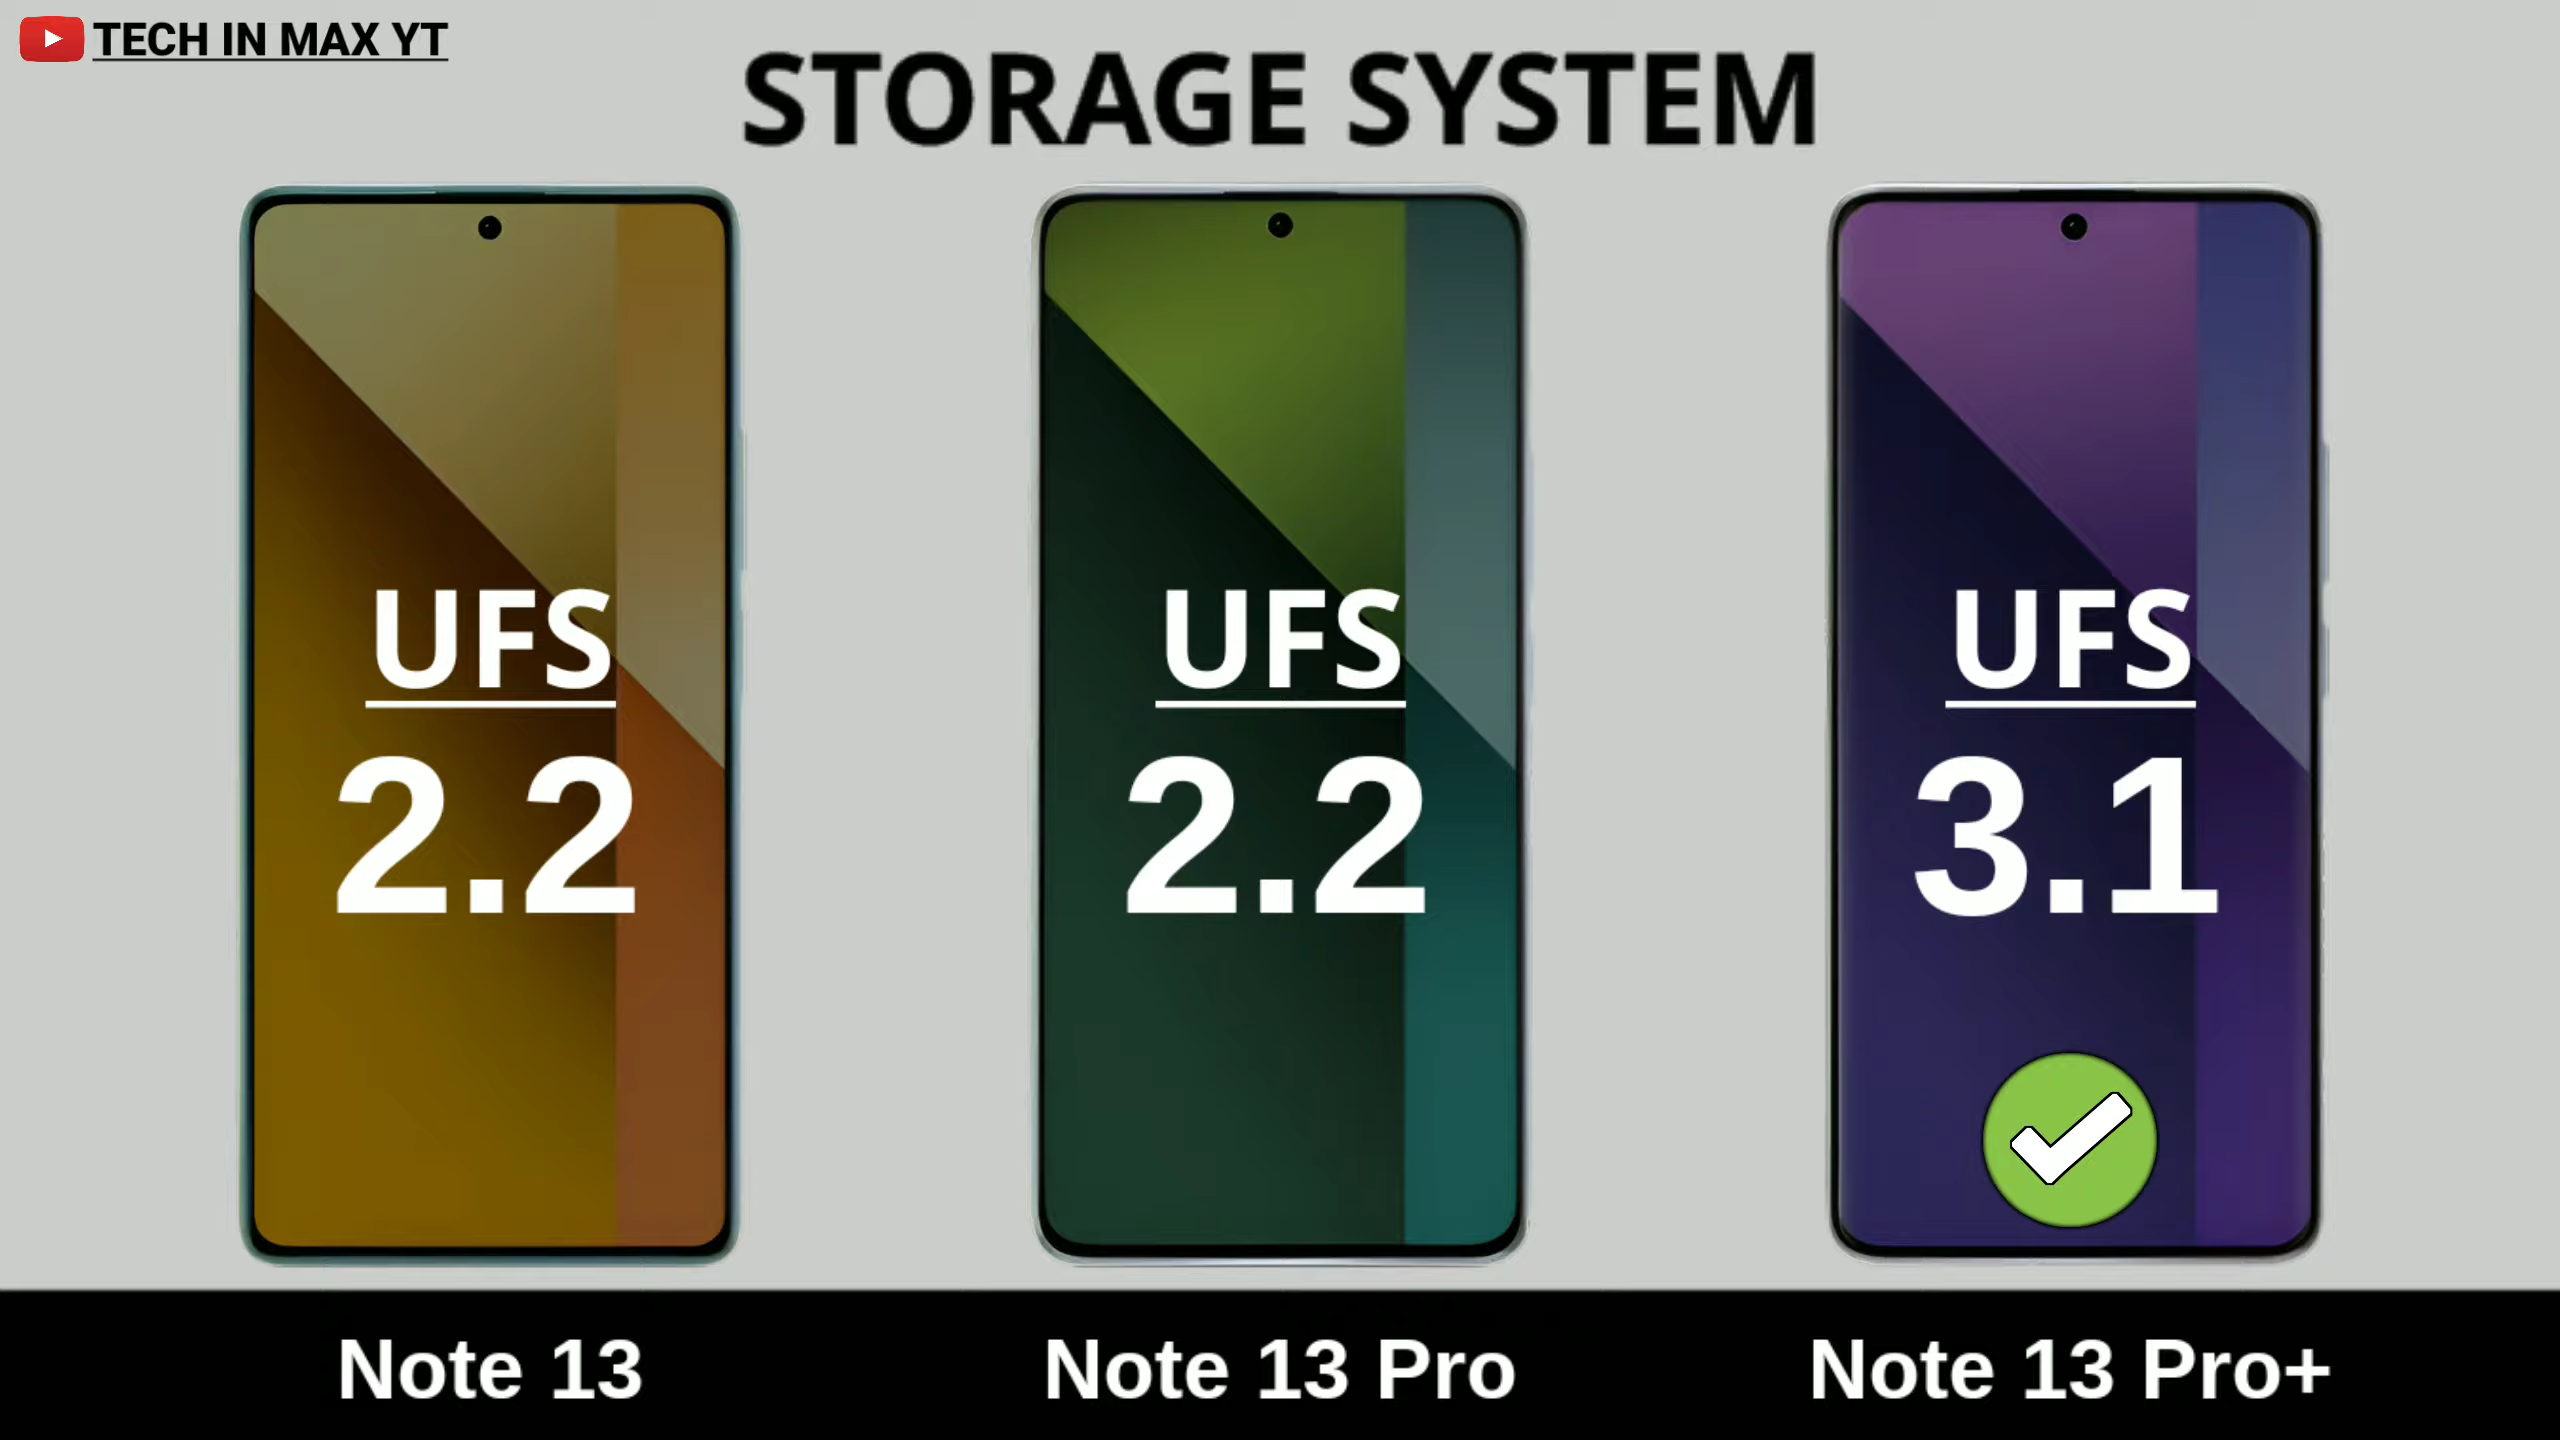 TECH IN MAX YT
STORAGE SYSTEM
UFS
2.2
UFS
2.2
UFS
3.1
Note 13
Note 13 Pro
Note 13 Pro+